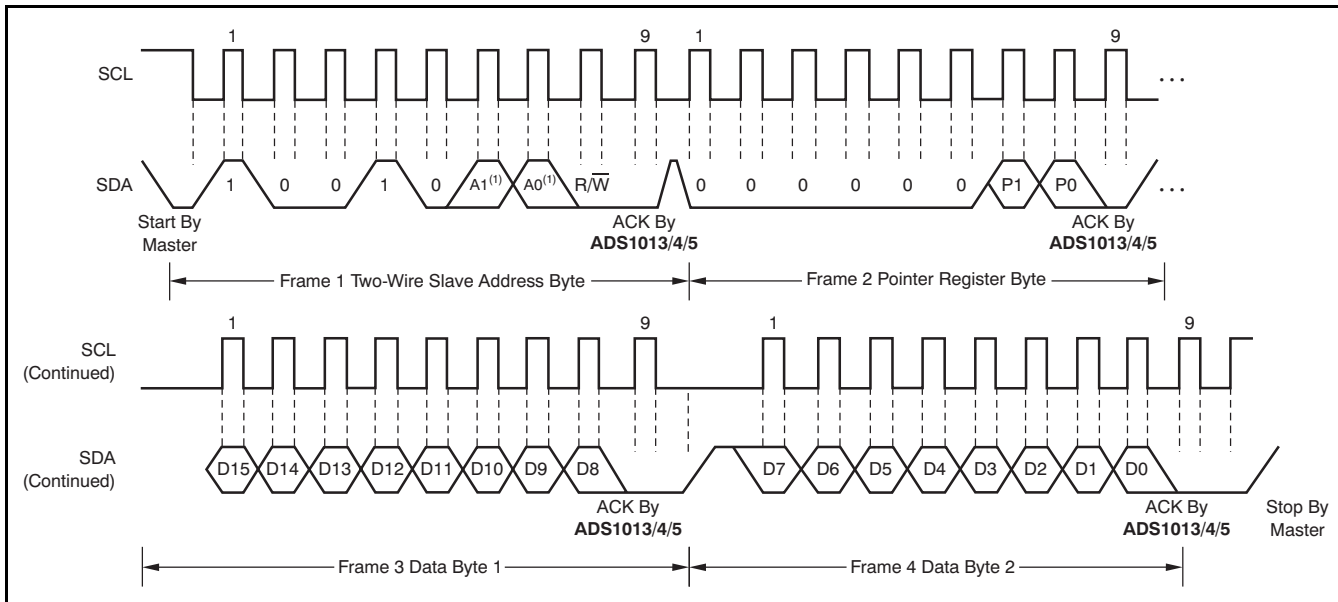 1 9 1 9
SCL ...
SDA 1 0 0 1 0 A1(1) A0(1) R/W̅ 0 0 0 0 0 0 P1 P0 ...
Start By
Master
ACK By
ADS1013/4/5
ACK By
ADS1013/4/5
Frame 1 Two-Wire Slave Address Byte Frame 2 Pointer Register Byte
1 9 1 9
SCL
(Continued)
SDA
(Continued)
D15 D14 D13 D12 D11 D10 D9 D8 D7 D6 D5 D4 D3 D2 D1 D0
ACK By
ADS1013/4/5
ACK By
ADS1013/4/5
Stop By
Master
Frame 3 Data Byte 1 Frame 4 Data Byte 2